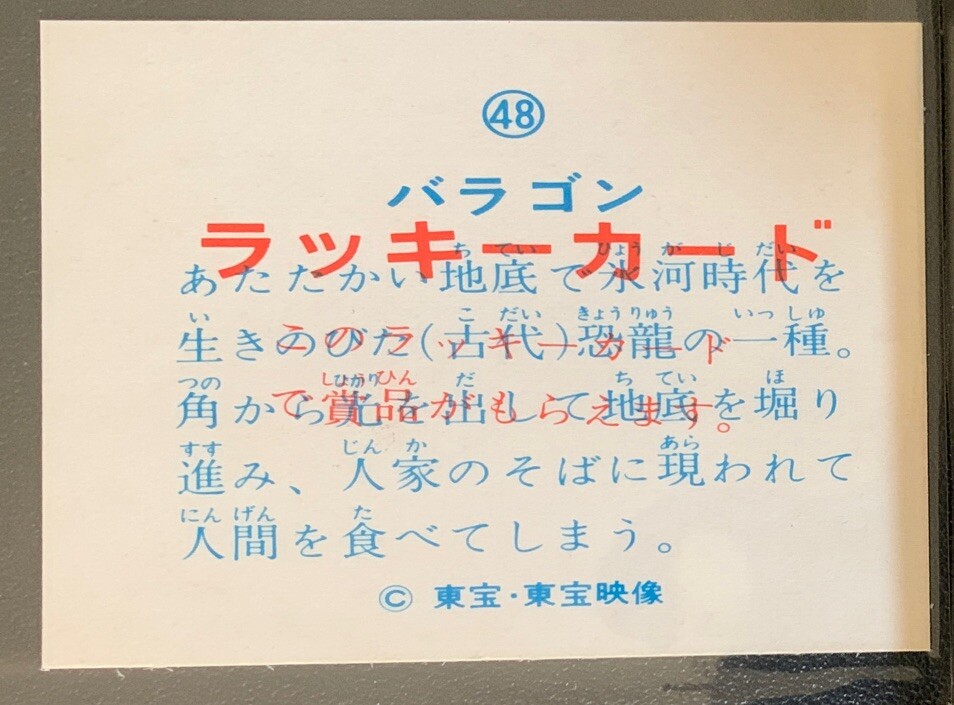 ㊽
バラゴン
ラッキーカード
あたたかい地底で氷河時代を
生きのびた(古代)恐龍の一種。
このラッキーカード
角から光を出して地底を堀り
で賞品がもらえます。
進み、人家のそばに現われて
人間を食べてしまう。
© 東宝・東宝映像